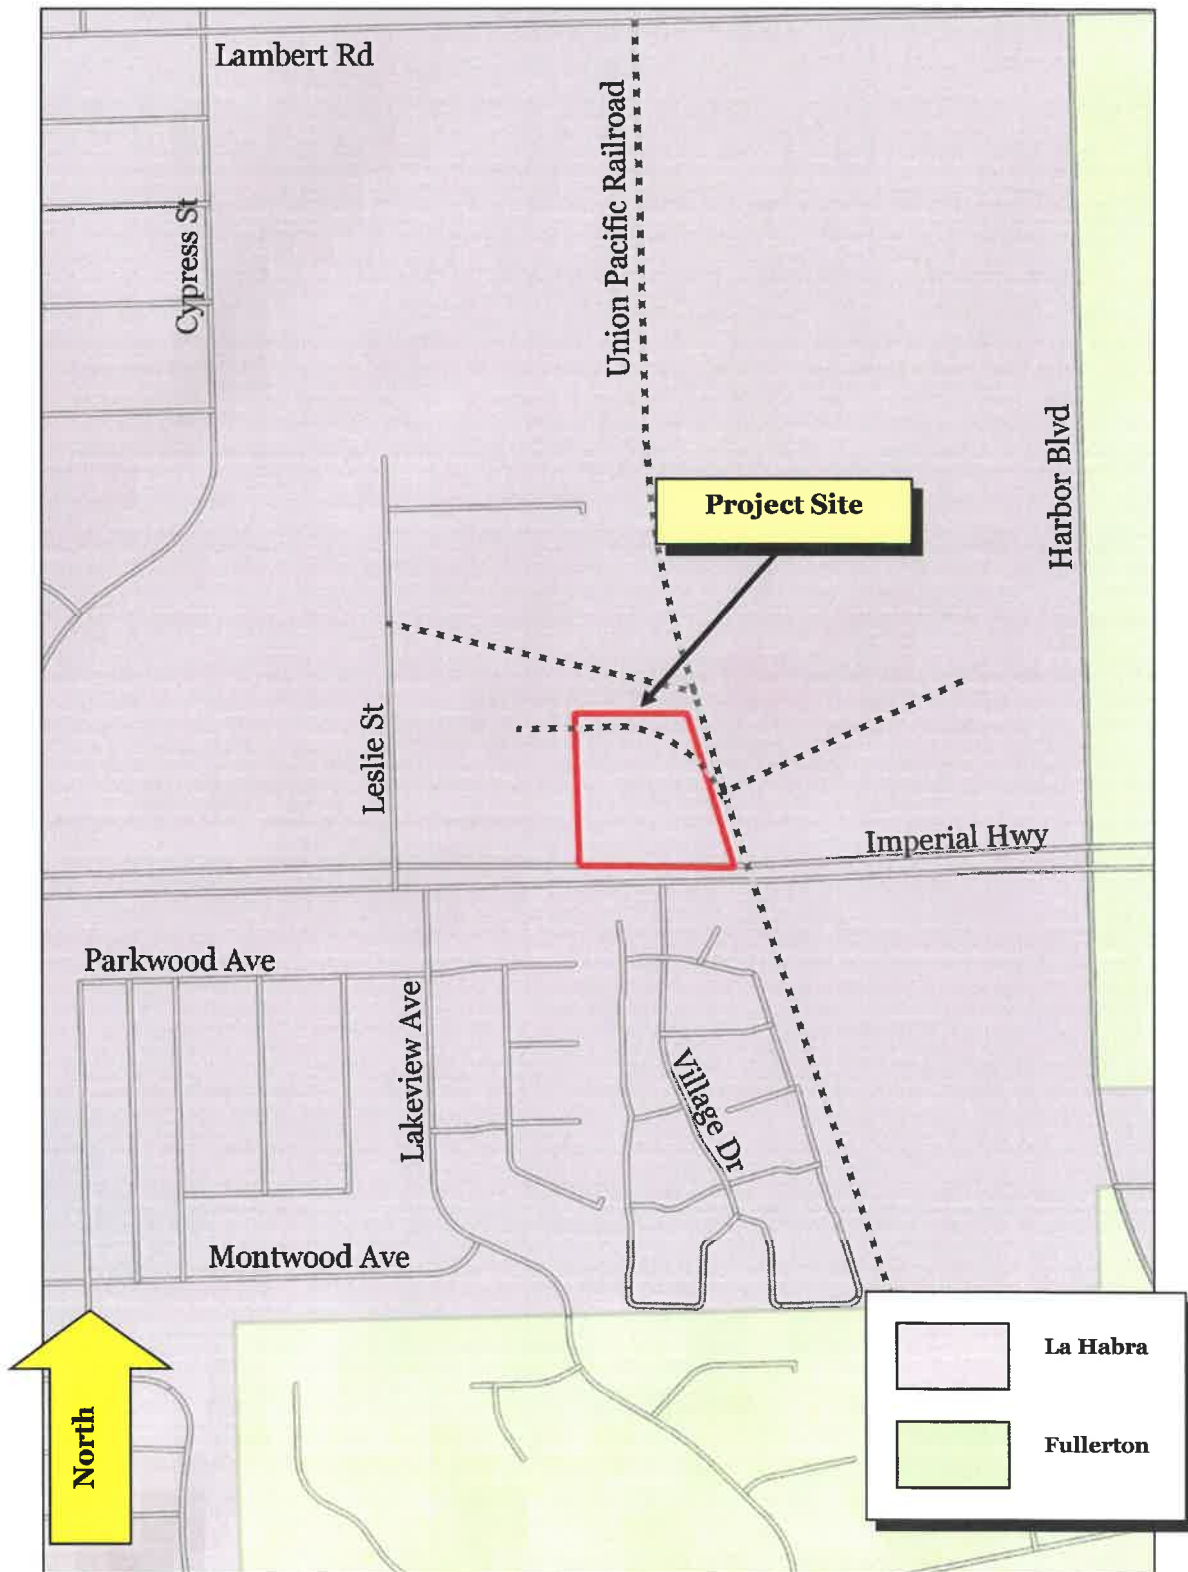 Lambert Rd
Union Pacific Railroad
Cypress St
Harbor Blvd
Project Site
Leslie St
Imperial Hwy
Parkwood Ave
Lakeview Ave
Village Dr
Montwood Ave
La Habra
North
Fullerton